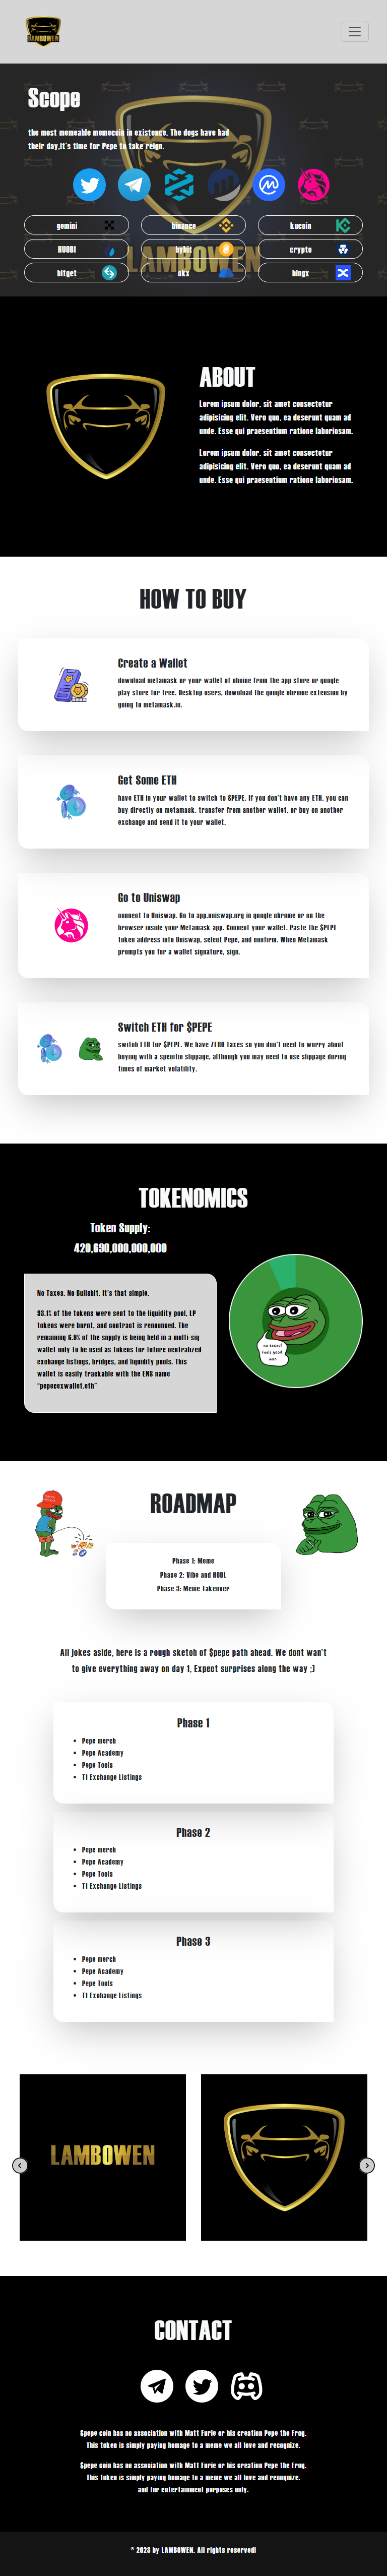 LAMBOWEN
Scope
the most memeable memecoin in existence. The dogs have had
their day,it's time for Pepe to take reign.
gemini
binance
kucoin
HUOBI
bybit
crypto
bitget
okx
bingx
LAMBOWEN
ABOUT
Lorem ipsum dolor, sit amet consectetur
adipisicing elit. Vero quo, ea deserunt quam ad
unde. Esse qui praesentium ratione laboriosam.
Lorem ipsum dolor, sit amet consectetur
adipisicing elit. Vero quo, ea deserunt quam ad
unde. Esse qui praesentium ratione laboriosam.
HOW TO BUY
Create a Wallet
download metamask or your wallet of choice from the app store or google
play store for free. Desktop users, download the google chrome extension by
going to metamask.io.
Get Some ETH
have ETH in your wallet to switch to $PEPE. If you don't have any ETH, you can
buy directly on metamask, transfer from another wallet, or buy on another
exchange and send it to your wallet.
Go to Uniswap
connect to Uniswap. Go to app.uniswap.org in google chrome or on the
browser inside your Metamask app. Connect your wallet. Paste the $PEPE
token address into Uniswap, select Pepe, and confirm. When Metamask
prompts you for a wallet signature, sign.
Switch ETH for $PEPE
switch ETH for $PEPE. We have ZERO taxes so you don't need to worry about
buying with a specific slippage, although you may need to use slippage during
times of market volatility.
TOKENOMICS
Token Supply:
420,690,000,000,000
No Taxes, No Bullshit. It's that simple.
93.1% of the tokens were sent to the liquidity pool, LP
tokens were burnt, and contract is renounced. The
remaining 6.9% of the supply is being held in a multi-sig
wallet only to be used as tokens for future centralized
exchange listings, bridges, and liquidity pools. This
wallet is easily trackable with the ENS name
"pepecexwallet.eth"
no taxes!
feels good
man
ROADMAP
Phase 1: Meme
Phase 2: Vibe and HODL
Phase 3: Meme Takeover
All jokes aside, here is a rough sketch of $pepe path ahead. We dont wan't
to give everything away on day 1, Expect surprises along the way ;)
Phase 1
• Pepe merch
• Pepe Academy
• Pepe Tools
• T1 Exchange Listings
Phase 2
• Pepe merch
• Pepe Academy
• Pepe Tools
• T1 Exchange Listings
Phase 3
• Pepe merch
• Pepe Academy
• Pepe Tools
• T1 Exchange Listings
LAMBOWEN
CONTACT
$pepe coin has no association with Matt Furie or his creation Pepe the Frog.
This token is simply paying homage to a meme we all love and recognize.
$pepe coin has no association with Matt Furie or his creation Pepe the Frog.
This token is simply paying homage to a meme we all love and recognize.
and for entertainment purposes only.
© 2023 by LAMBOWEN. All rights reserved!